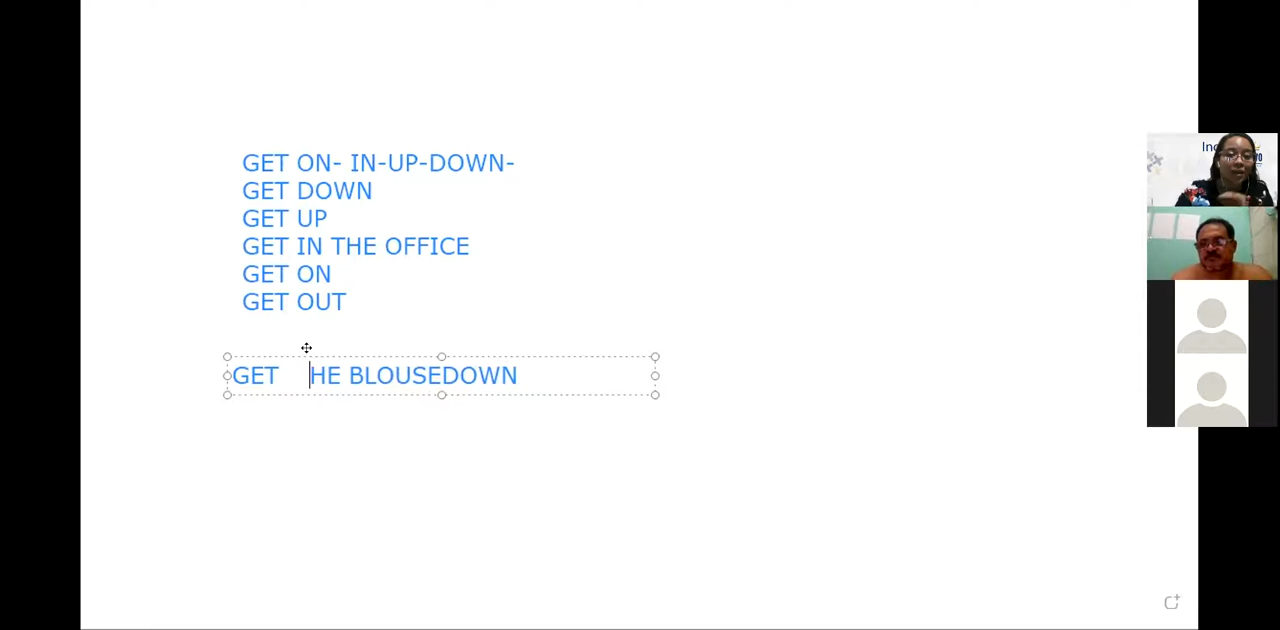 GET ON- IN-UP-DOWN-
GET DOWN
GET UP
GET IN THE OFFICE
GET ON
GET OUT
GET HE BLOUSEDOWN